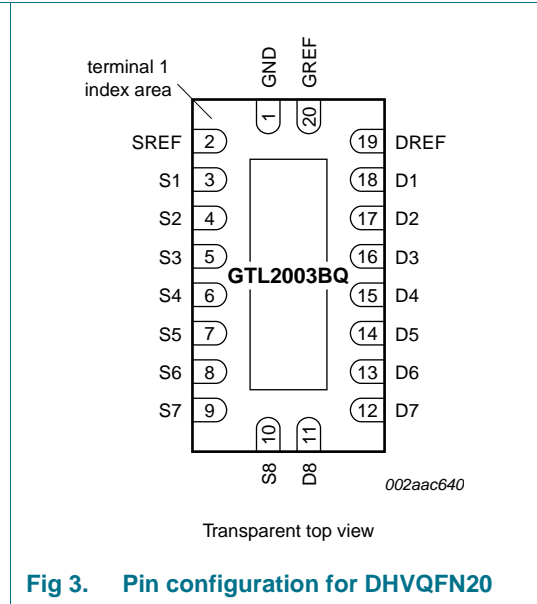 terminal 1
index area
GND
GREF
1
20
SREF 2 19 DREF
S1 3 18 D1
S2 4 17 D2
S3 5 16 D3
GTL2003BQ
S4 6 15 D4
S5 7 14 D5
S6 8 13 D6
S7 9 12 D7
10
11
S8
D8
002aac640
Transparent top view
Fig 3. Pin configuration for DHVQFN20